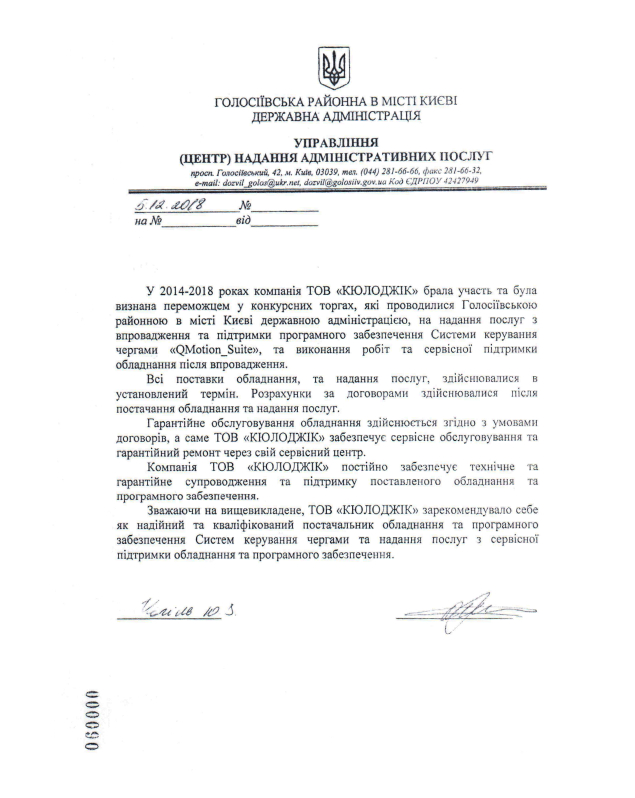 ГОЛОСІЇВСЬКА РАЙОННА В МІСТІ КИЄВІ
ДЕРЖАВНА АДМІНІСТРАЦІЯ
УПРАВЛІННЯ
(ЦЕНТР) НАДАННЯ АДМІНІСТРАТИВНИХ ПОСЛУГ
просп. Голосіївський, 42, м. Київ, 03039, тел. (044) 281-66-66, факс 281-66-32,
e-mail: dozvil_golos@ukr.net, dozvil@golosiiv.gov.ua Код ЄДРПОУ 42427949
5.12.2018 №
на № від
У 2014-2018 роках компанія ТОВ «КЮЛОДЖІК» брала участь та була
визнана переможцем у конкурсних торгах, які проводилися Голосіївською
районною в місті Києві державною адміністрацією, на надання послуг з
впровадження та підтримки програмного забезпечення Системи керування
чергами «QMotion_Suite», та виконання робіт та сервісної підтримки
обладнання після впровадження.
Всі поставки обладнання, та надання послуг, здійснювалися в
установлений термін. Розрахунки за договорами здійснювалися після
постачання обладнання та надання послуг.
Гарантійне обслуговування обладнання здійснюється згідно з умовами
договорів, а саме ТОВ «КЮЛОДЖІК» забезпечує сервісне обслуговування та
гарантійний ремонт через свій сервісний центр.
Компанія ТОВ «КЮЛОДЖІК» постійно забезпечує технічне та
гарантійне супроводження та підтримку поставленого обладнання та
програмного забезпечення.
Зважаючи на вищевикладене, ТОВ «КЮЛОДЖІК» зарекомендувало себе
як надійний та кваліфікований постачальник обладнання та програмного
забезпечення Систем керування чергами та надання послуг з сервісної
підтримки обладнання та програмного забезпечення.
060000